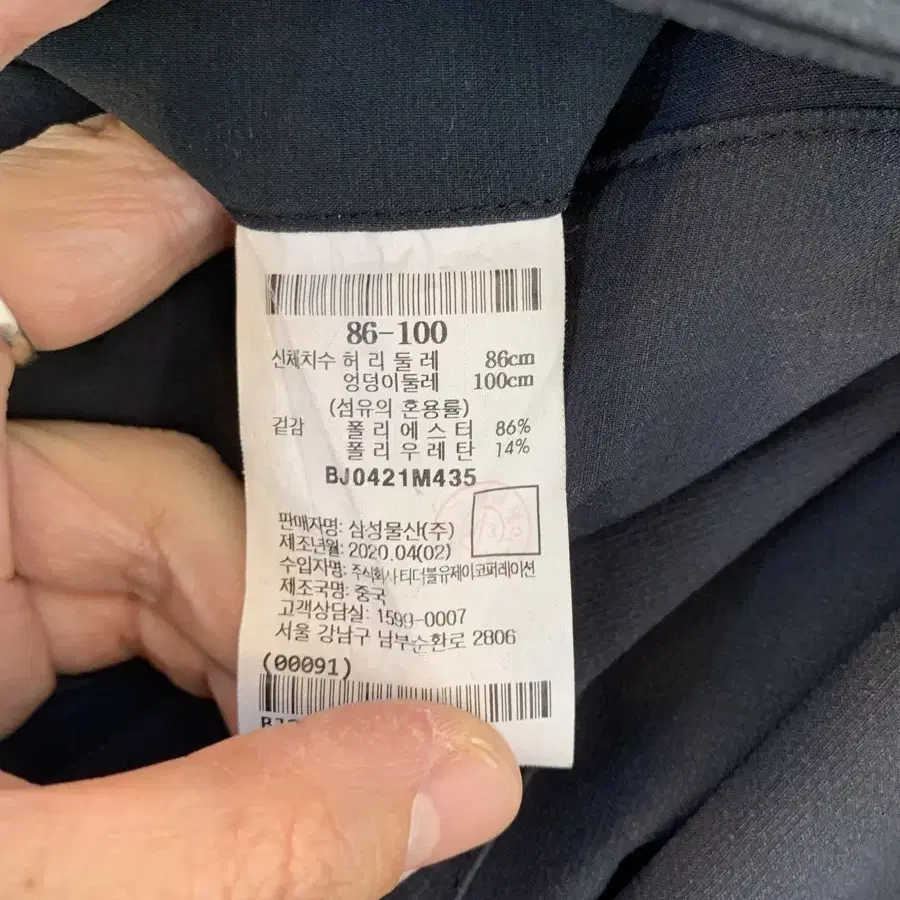 86-100
신체치수 허 리 둘 레 86cm
엉덩이둘레 100cm
(섬유의 혼용률)
겉감 폴 리 에 스 터 86%
폴 리 우 레 탄 14%
BJ0421M435
판매자명: 삼성물산(주)
제조년월: 2020.04(02)
수입자명: 주식회사 티더블유제이코퍼레이션
제조국명: 중국
고객상담실: 1599-0007
서울 강남구 남부순환로 2806
(00091)